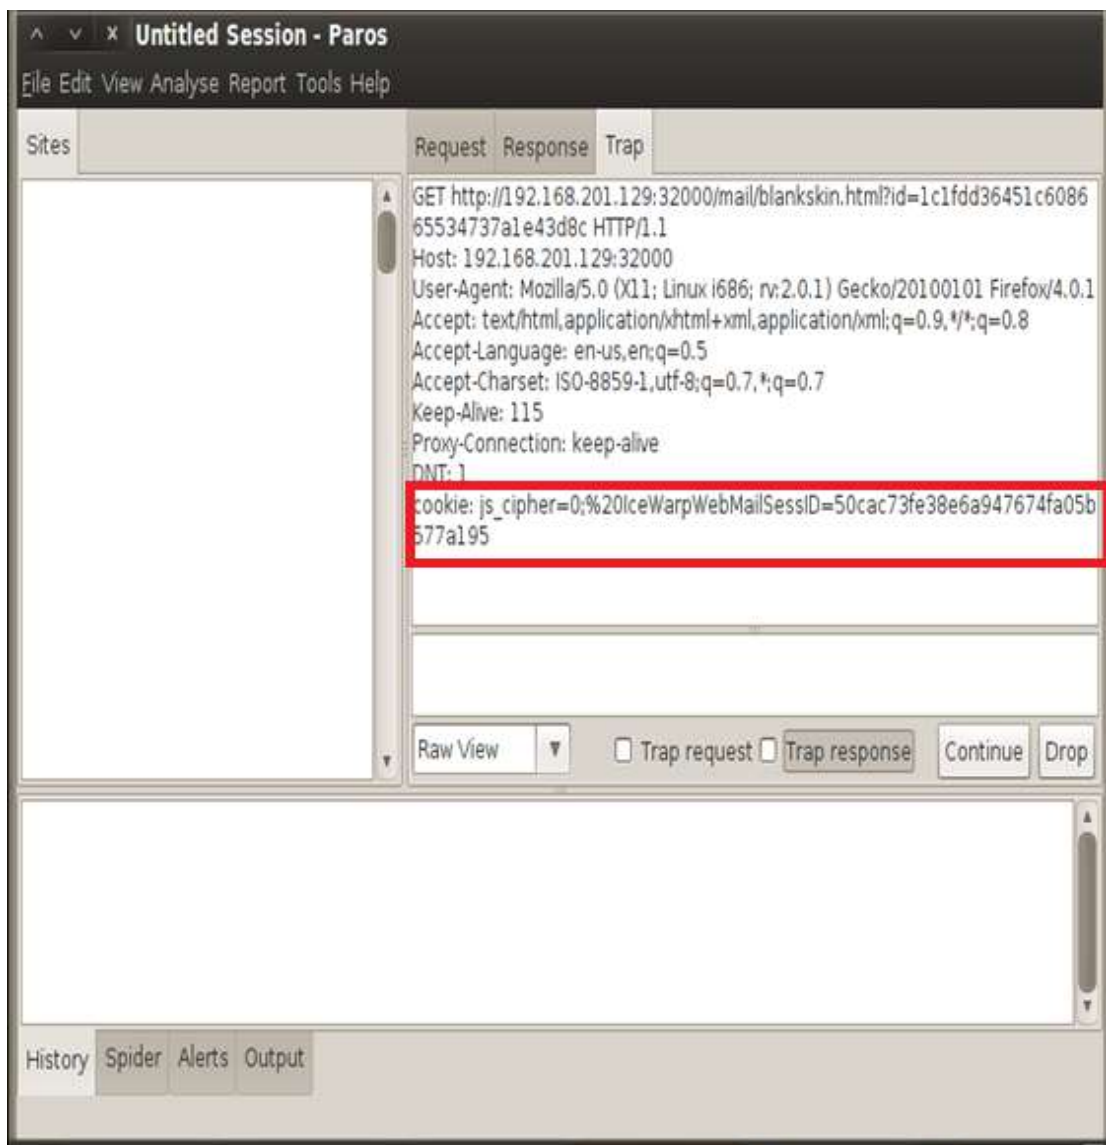 Untitled Session - Paros
File Edit View Analyse Report Tools Help
Sites
Request Response Trap
GET http://192.168.201.129:32000/mail/blankskin.html?id=1c1fdd36451c6086
65534737a1e43d8c HTTP/1.1
Host: 192.168.201.129:32000
User-Agent: Mozilla/5.0 (X11; Linux i686; rv:2.0.1) Gecko/20100101 Firefox/4.0.1
Accept: text/html,application/xhtml+xml,application/xml;q=0.9,*/*;q=0.8
Accept-Language: en-us,en;q=0.5
Accept-Charset: ISO-8859-1,utf-8;q=0.7,*;q=0.7
Keep-Alive: 115
Proxy-Connection: keep-alive
DNT: 1
cookie: js_cipher=0;%20IceWarpWebMailSessID=50cac73fe38e6a947674fa05b
577a195
Raw View Trap request Trap response Continue Drop
History Spider Alerts Output